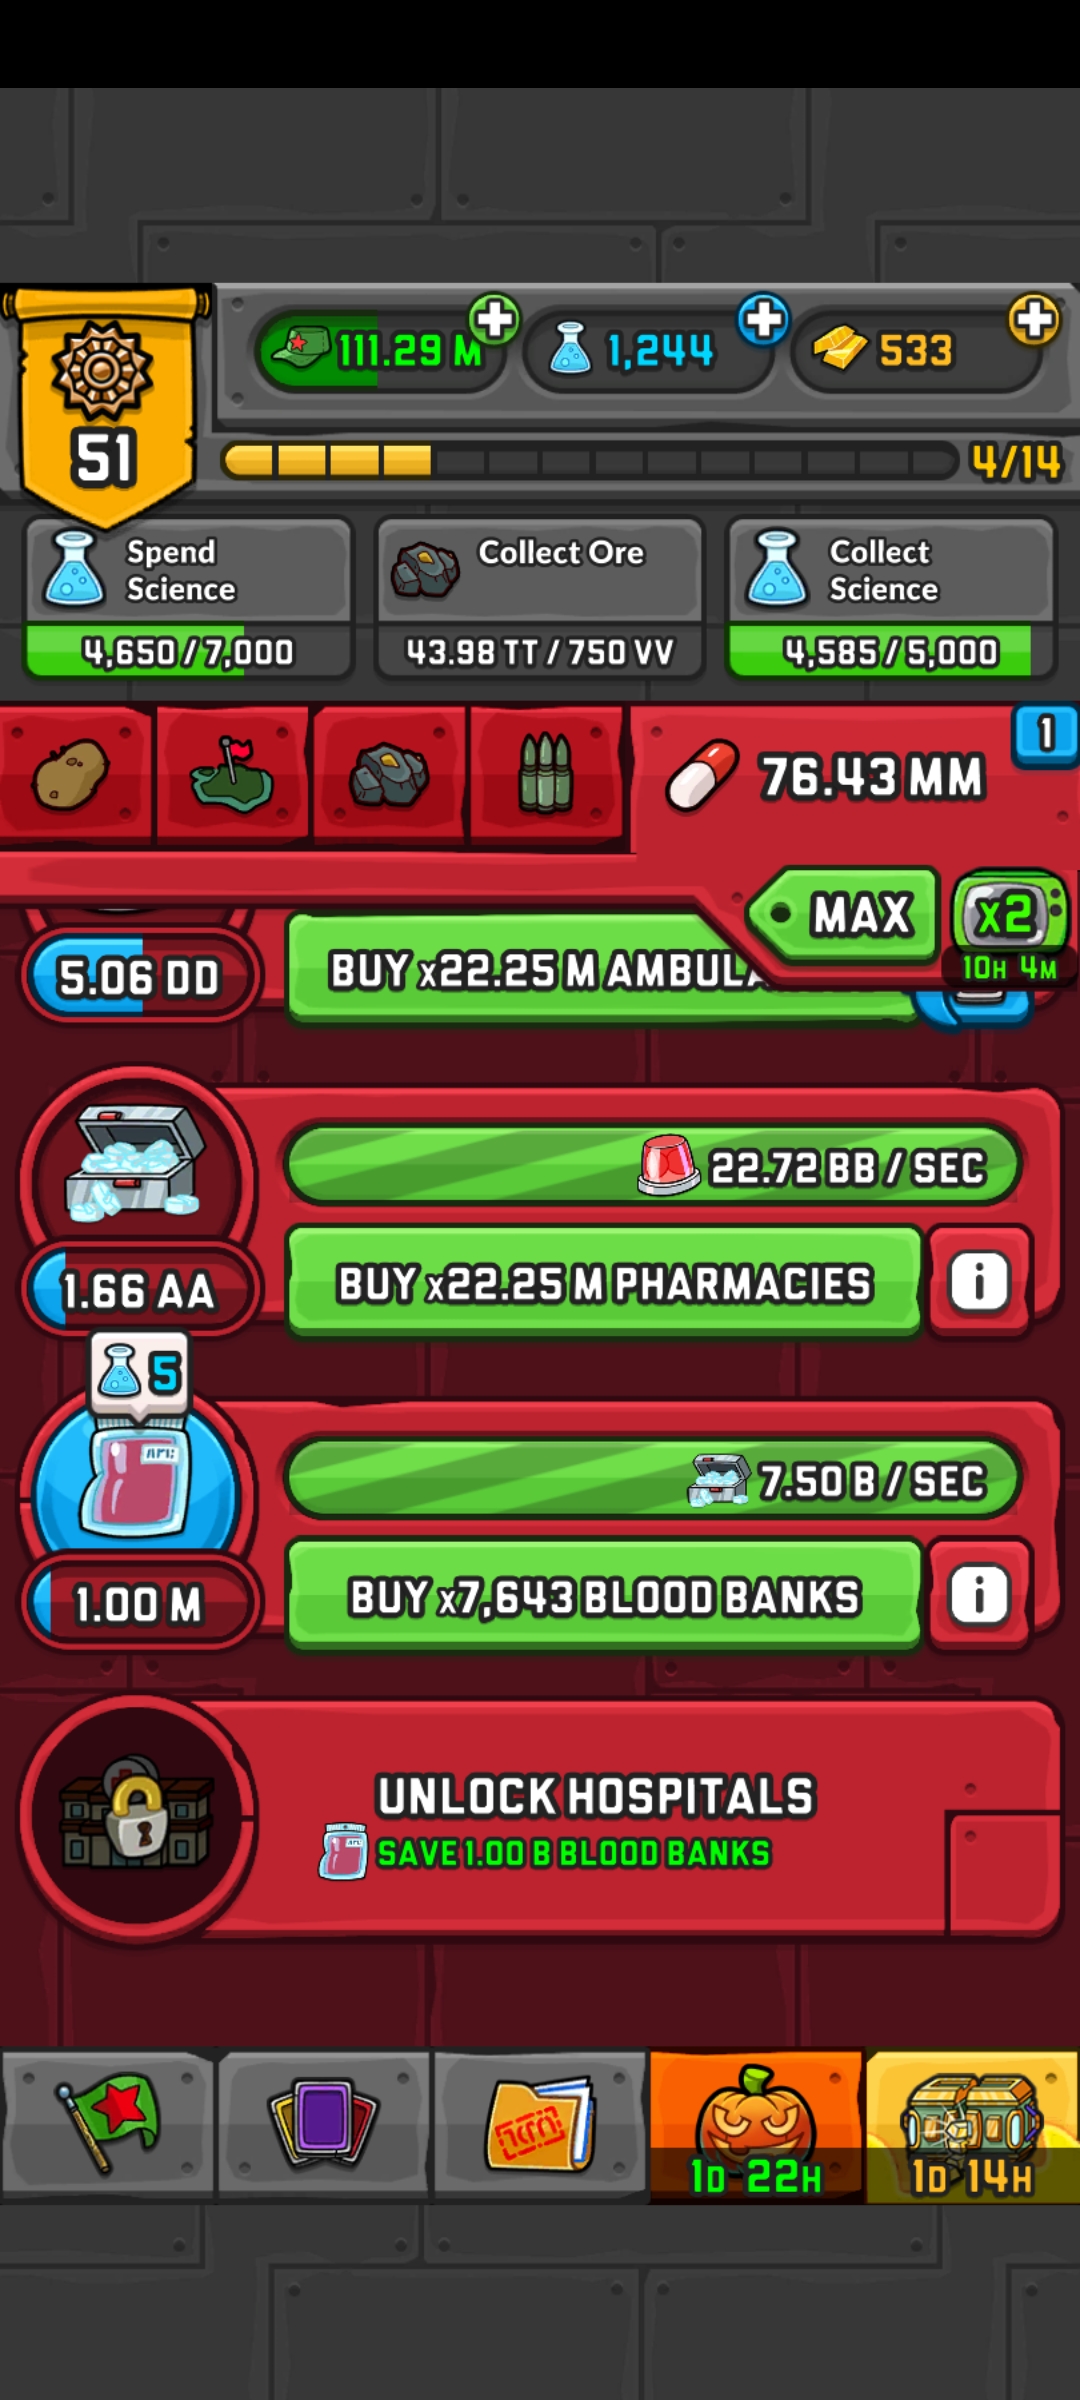 111.29 M
1,244
533
51
4/14
Spend
Science
4,650/7,000
Collect Ore
43.98 TT/750 VV
Collect
Science
4,585/5,000
76.43 MM
1
MAX
x2
10H 4M
5.06 DD
BUY x22.25 M AMBULA
22.72 BB/SEC
1.66 AA
BUY x22.25 M PHARMACIES
5
7.50 B/SEC
1.00 M
BUY x7,643 BLOOD BANKS
UNLOCK HOSPITALS
SAVE 1.00 B BLOOD BANKS
1D 22H
1D 14H